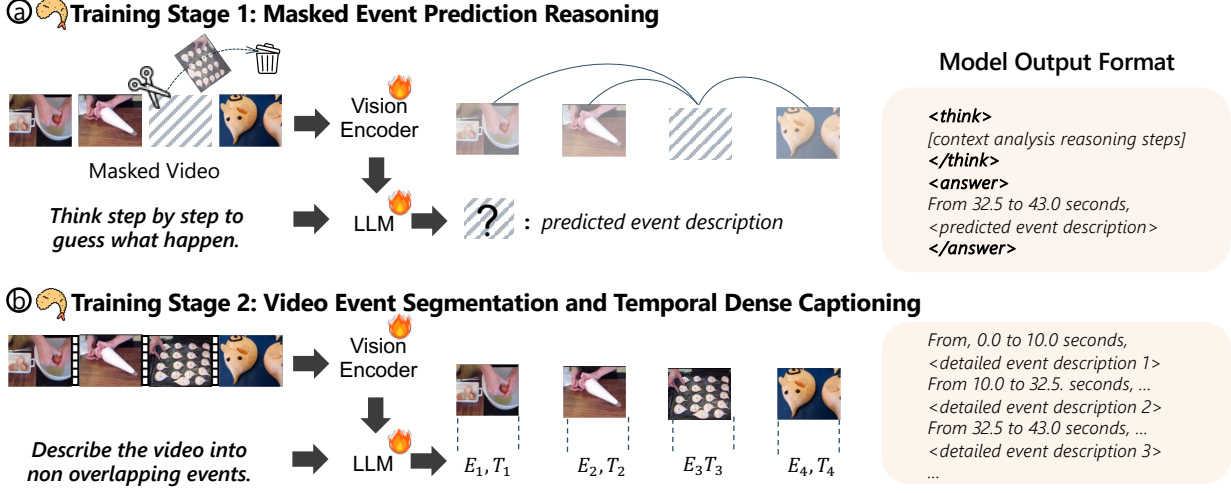 ⓐ Training Stage 1: Masked Event Prediction Reasoning
Vision
Encoder
Masked Video
Think step by step to
guess what happen.
LLM
? : predicted event description
Model Output Format
<think>
[context analysis reasoning steps]
</think>
<answer>
From 32.5 to 43.0 seconds,
<predicted event description>
</answer>
ⓑ Training Stage 2: Video Event Segmentation and Temporal Dense Captioning
Vision
Encoder
Describe the video into
non overlapping events.
LLM
E₁, T₁ E₂, T₂ E₃T₃ E₄, T₄
From, 0.0 to 10.0 seconds,
<detailed event description 1>
From 10.0 to 32.5. seconds, ...
<detailed event description 2>
From 32.5 to 43.0 seconds, ...
<detailed event description 3>
...